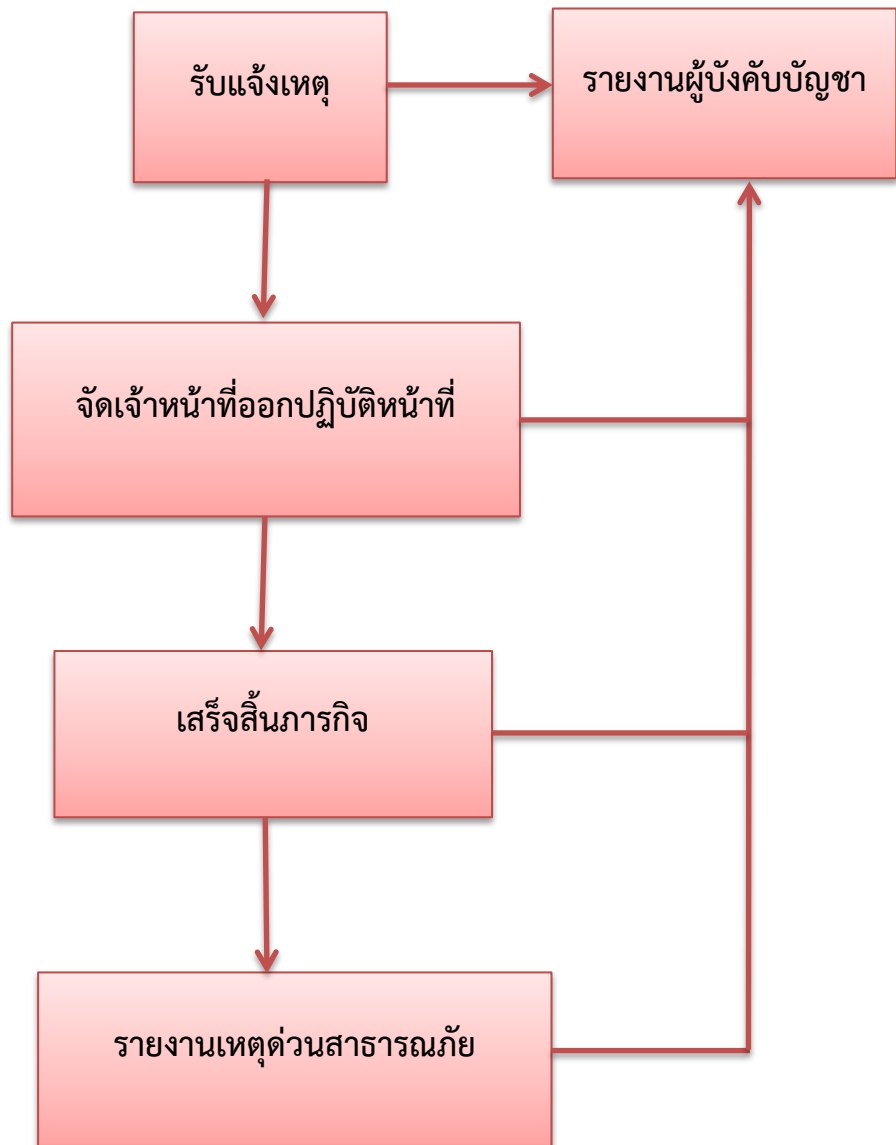 รับแจ้งเหตุ
รายงานผู้บังคับบัญชา
จัดเจ้าหน้าที่ออกปฏิบัติหน้าที่
เสร็จสิ้นภารกิจ
รายงานเหตุด่วนสาธารณภัย